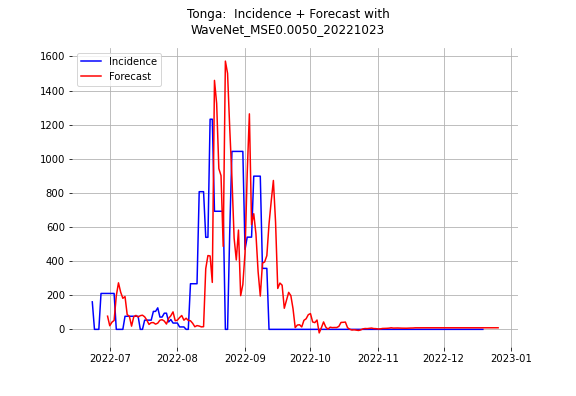 Tonga:  Incidence + Forecast with
WaveNet_MSE0.0050_20221023
Incidence
Forecast
1600
1400
1200
1000
800
600
400
200
0
2022-07 2022-08 2022-09 2022-10 2022-11 2022-12 2023-01